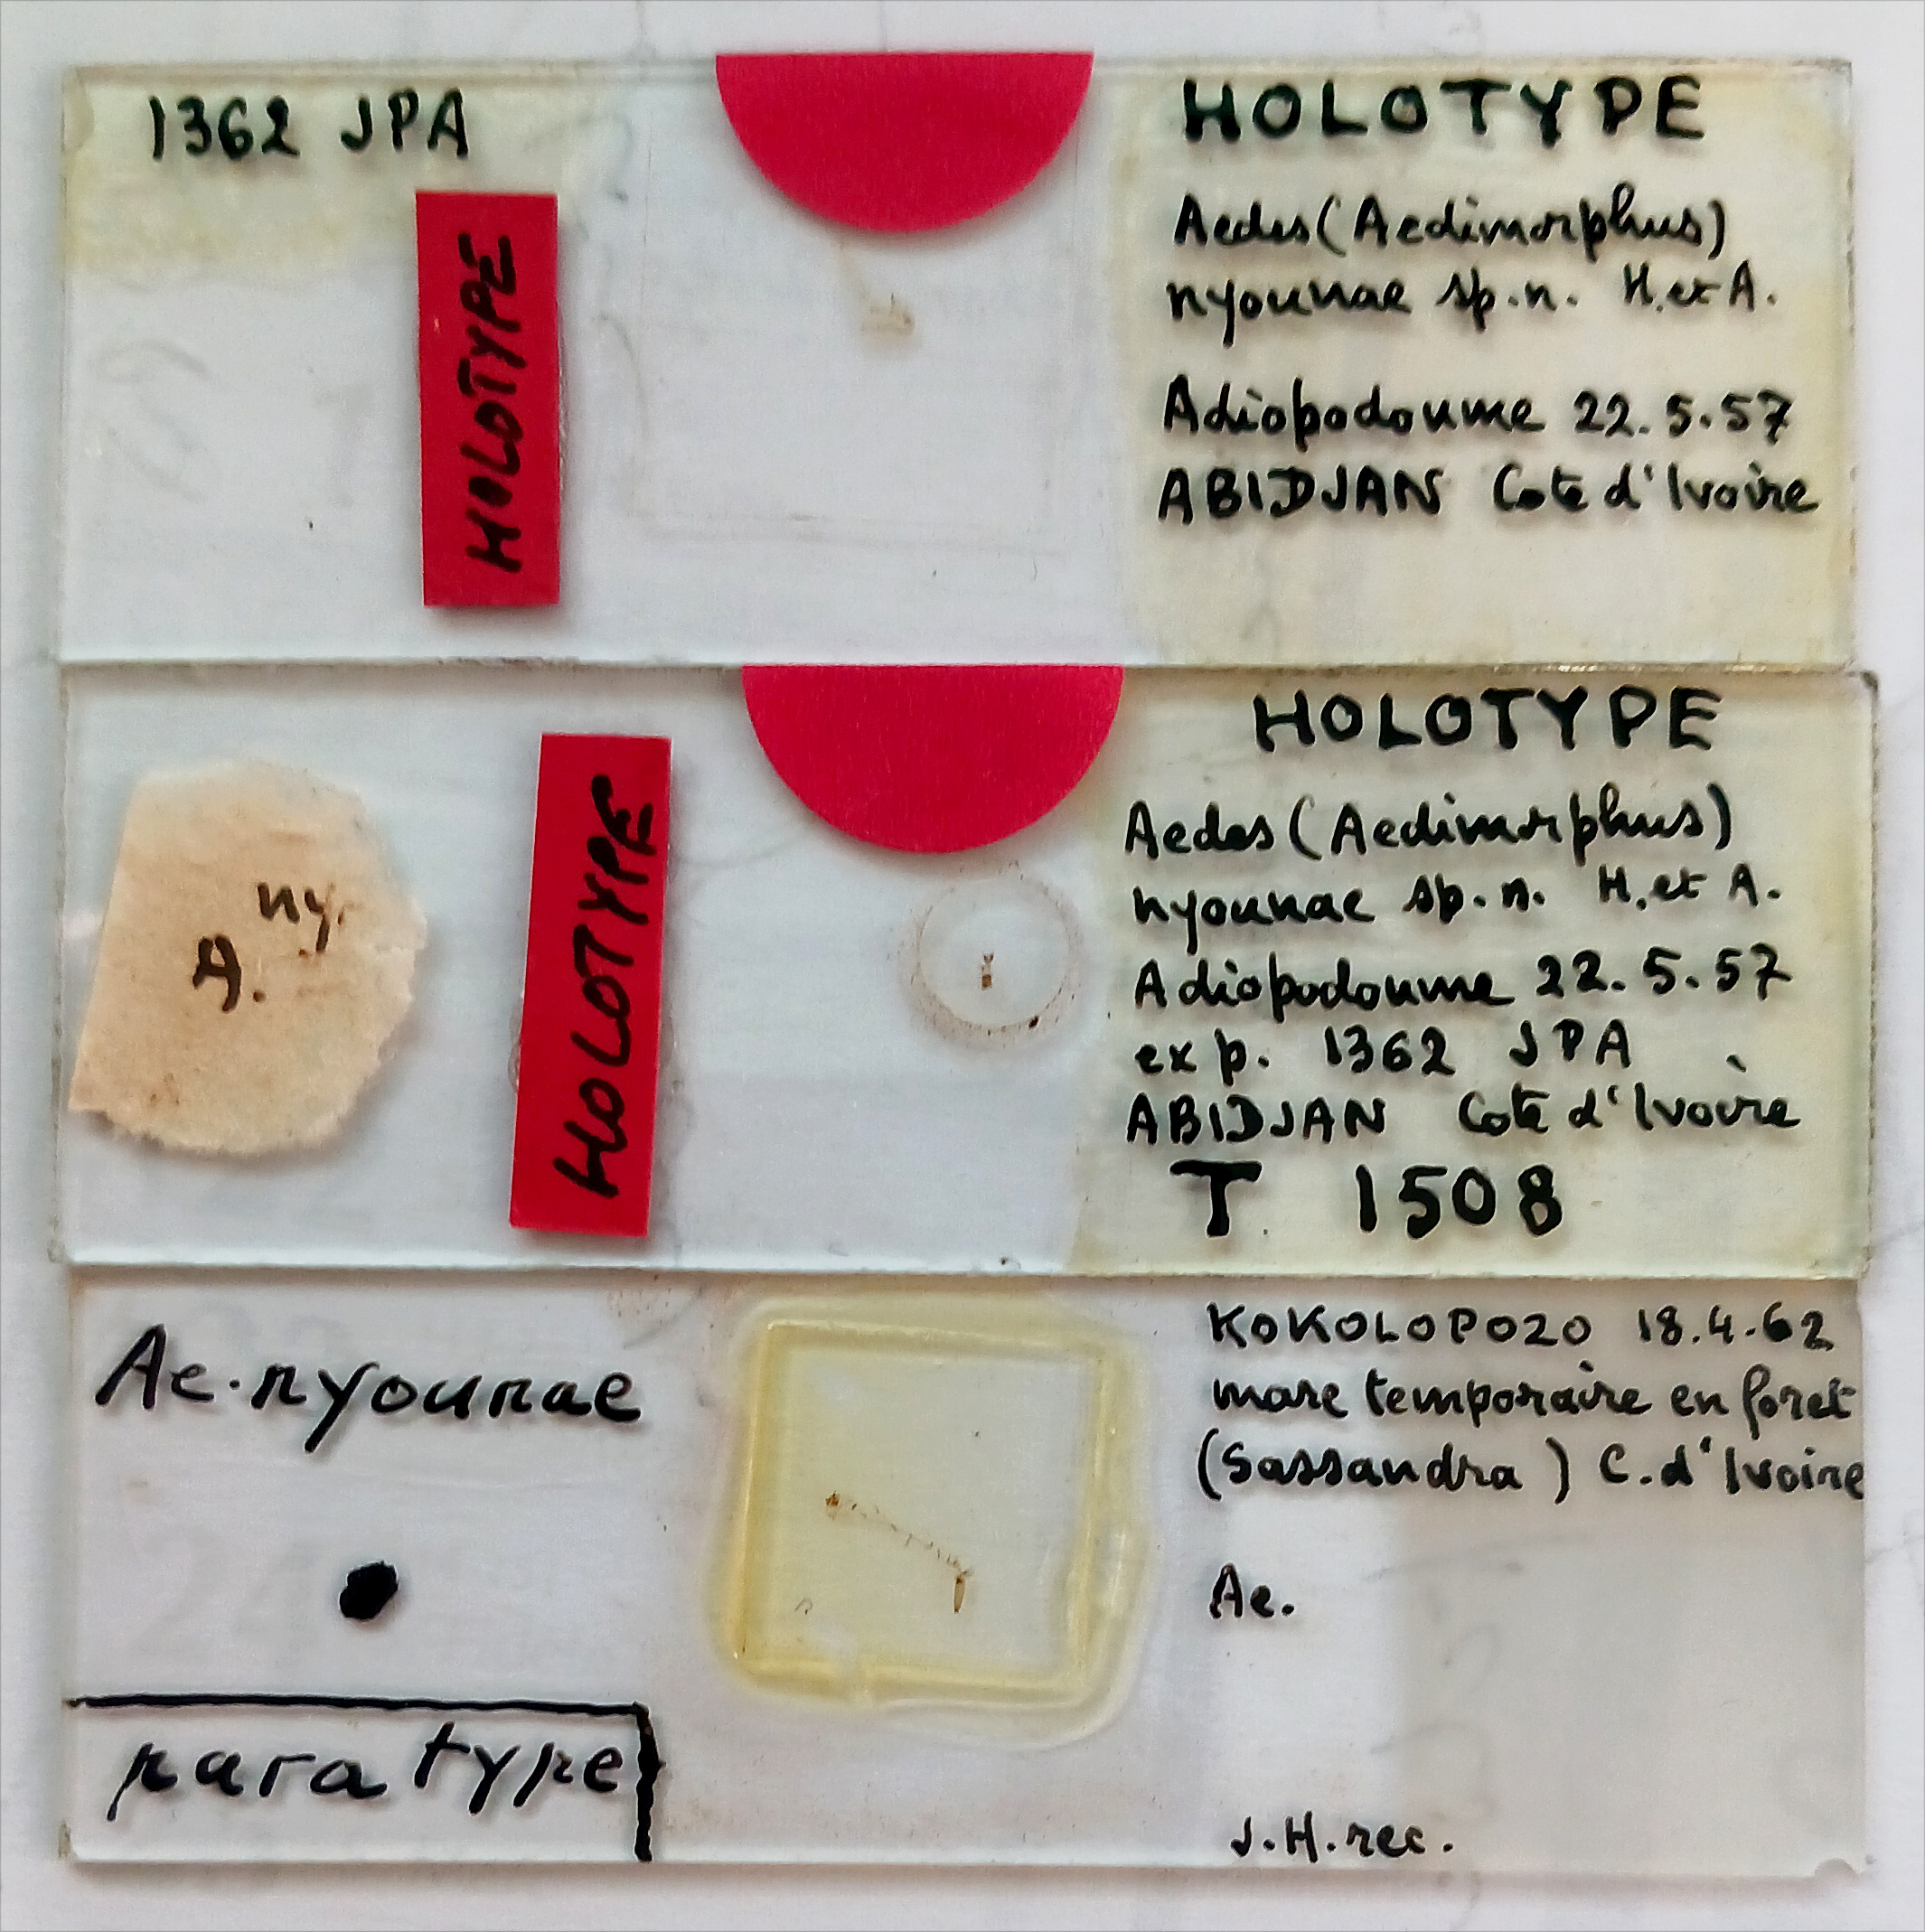 1362 JPA
HOLOTYPE
HOLOTYPE
Aedes (Aedimorphus)
nyounae sp.n. H. et A.
Adiopodoume 22.5.57
ABIDJAN Cote d'Ivoire
ny.
A.
HOLOTYPE
HOLOTYPE
Aedes (Aedimorphus)
nyounae sp.n. H. et A.
Adiopodoume 22.5.57
ex p. 1362 JPA
ABIDJAN Cote d'Ivoire
T 1508
Ae. nyounae
paratype
KOKOLOPOZO 18.4.62
mare temporaire en foret
(Sassandra) C. d'Ivoire
Ae.
J.H. rec.